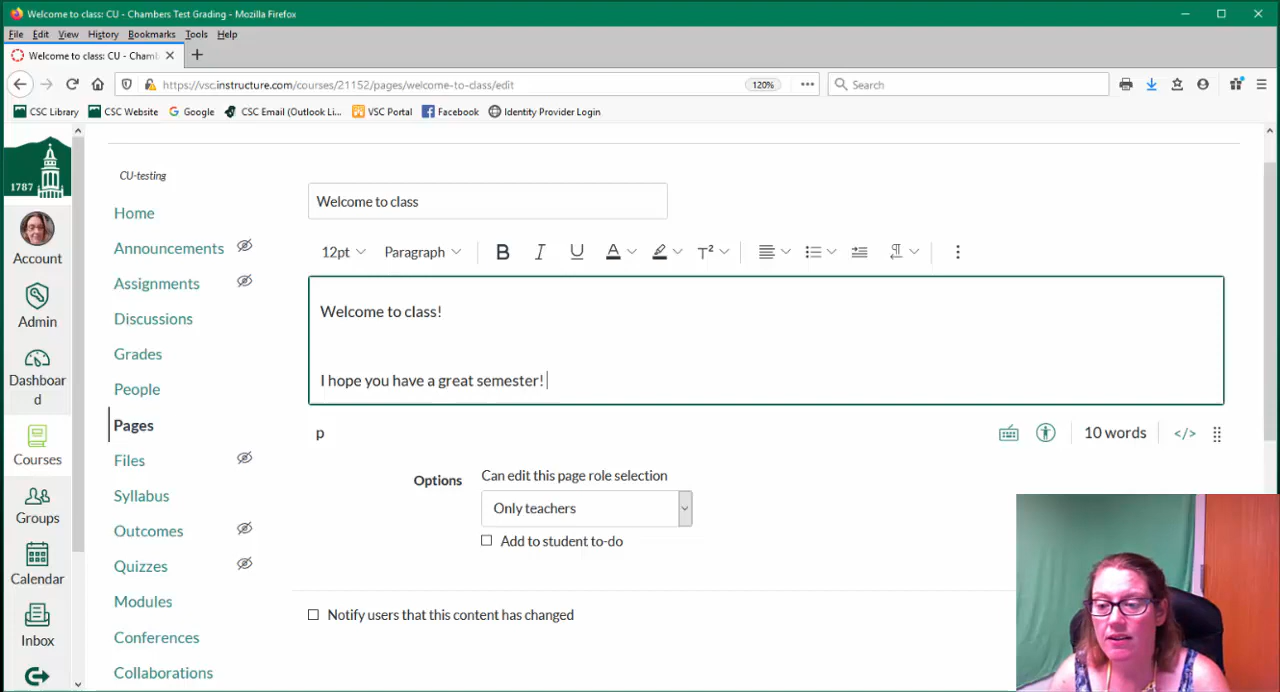 Welcome to class: CU - Chambers Test Grading - Mozilla Firefox
File Edit View History Bookmarks Tools Help
Welcome to class: CU - Chamb
https://vsc.instructure.com/courses/21152/pages/welcome-to-class/edit 120% Search
CSC Library CSC Website Google CSC Email (Outlook Li... VSC Portal Facebook Identity Provider Login
1787
Account
Admin
Dashboar
d
Courses
Groups
Calendar
Inbox
CU-testing
Home
Announcements
Assignments
Discussions
Grades
People
Pages
Files
Syllabus
Outcomes
Quizzes
Modules
Conferences
Collaborations
Welcome to class
12pt Paragraph B I U A T²
Welcome to class!
I hope you have a great semester!
p 10 words </>
Options Can edit this page role selection
Only teachers
Add to student to-do
Notify users that this content has changed